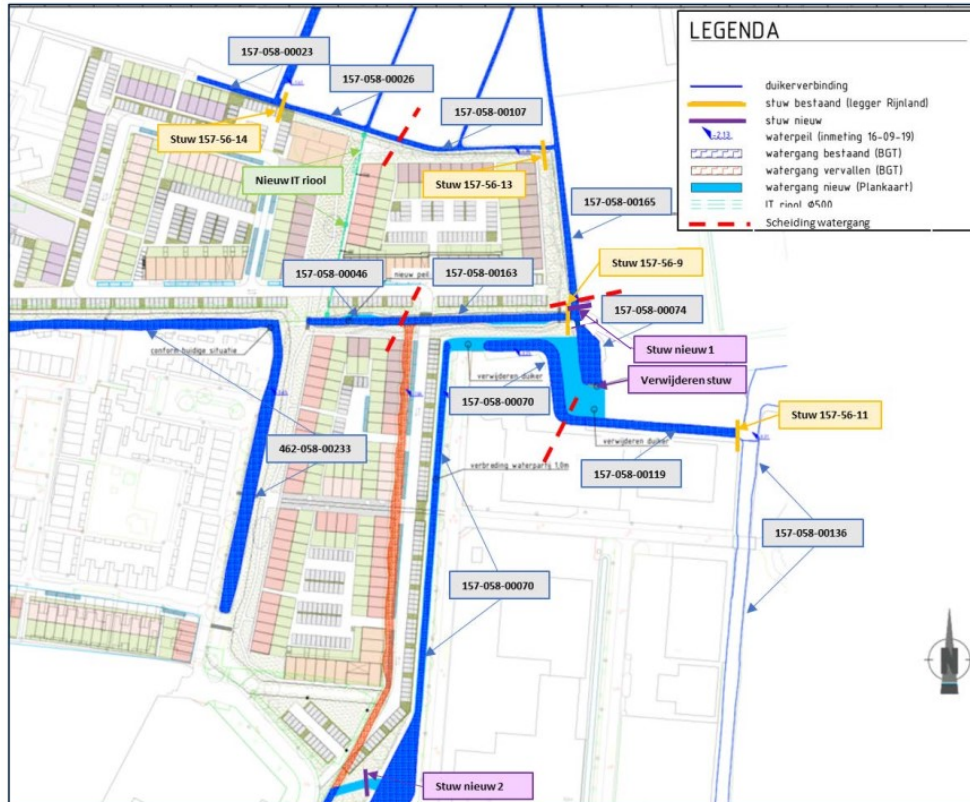 LEGENDA
duikerverbinding
stuw bestaand (legger Rijnland)
stuw nieuw
-2.13
waterpeil (inmeting 16-09-19)
watergang bestaand (BGT)
watergang vervallen (BGT)
watergang nieuw (Plankaart)
IT riool Ø500
Scheiding watergang
157-058-00023
157-058-00026
157-058-00107
Stuw 157-56-14
Nieuw IT riool
Stuw 157-56-13
157-058-00165
157-058-00046
nieuw peil
157-058-00163
Stuw 157-56-9
157-058-00074
Stuw nieuw 1
conform huidige situatie
verwijderen duiker
Verwijderen stuw
157-058-00070
Stuw 157-56-11
462-058-00233
verwijderen duiker
verbreding waterpartij 1.0m
157-058-00119
157-058-00136
157-058-00070
N
Stuw nieuw 2